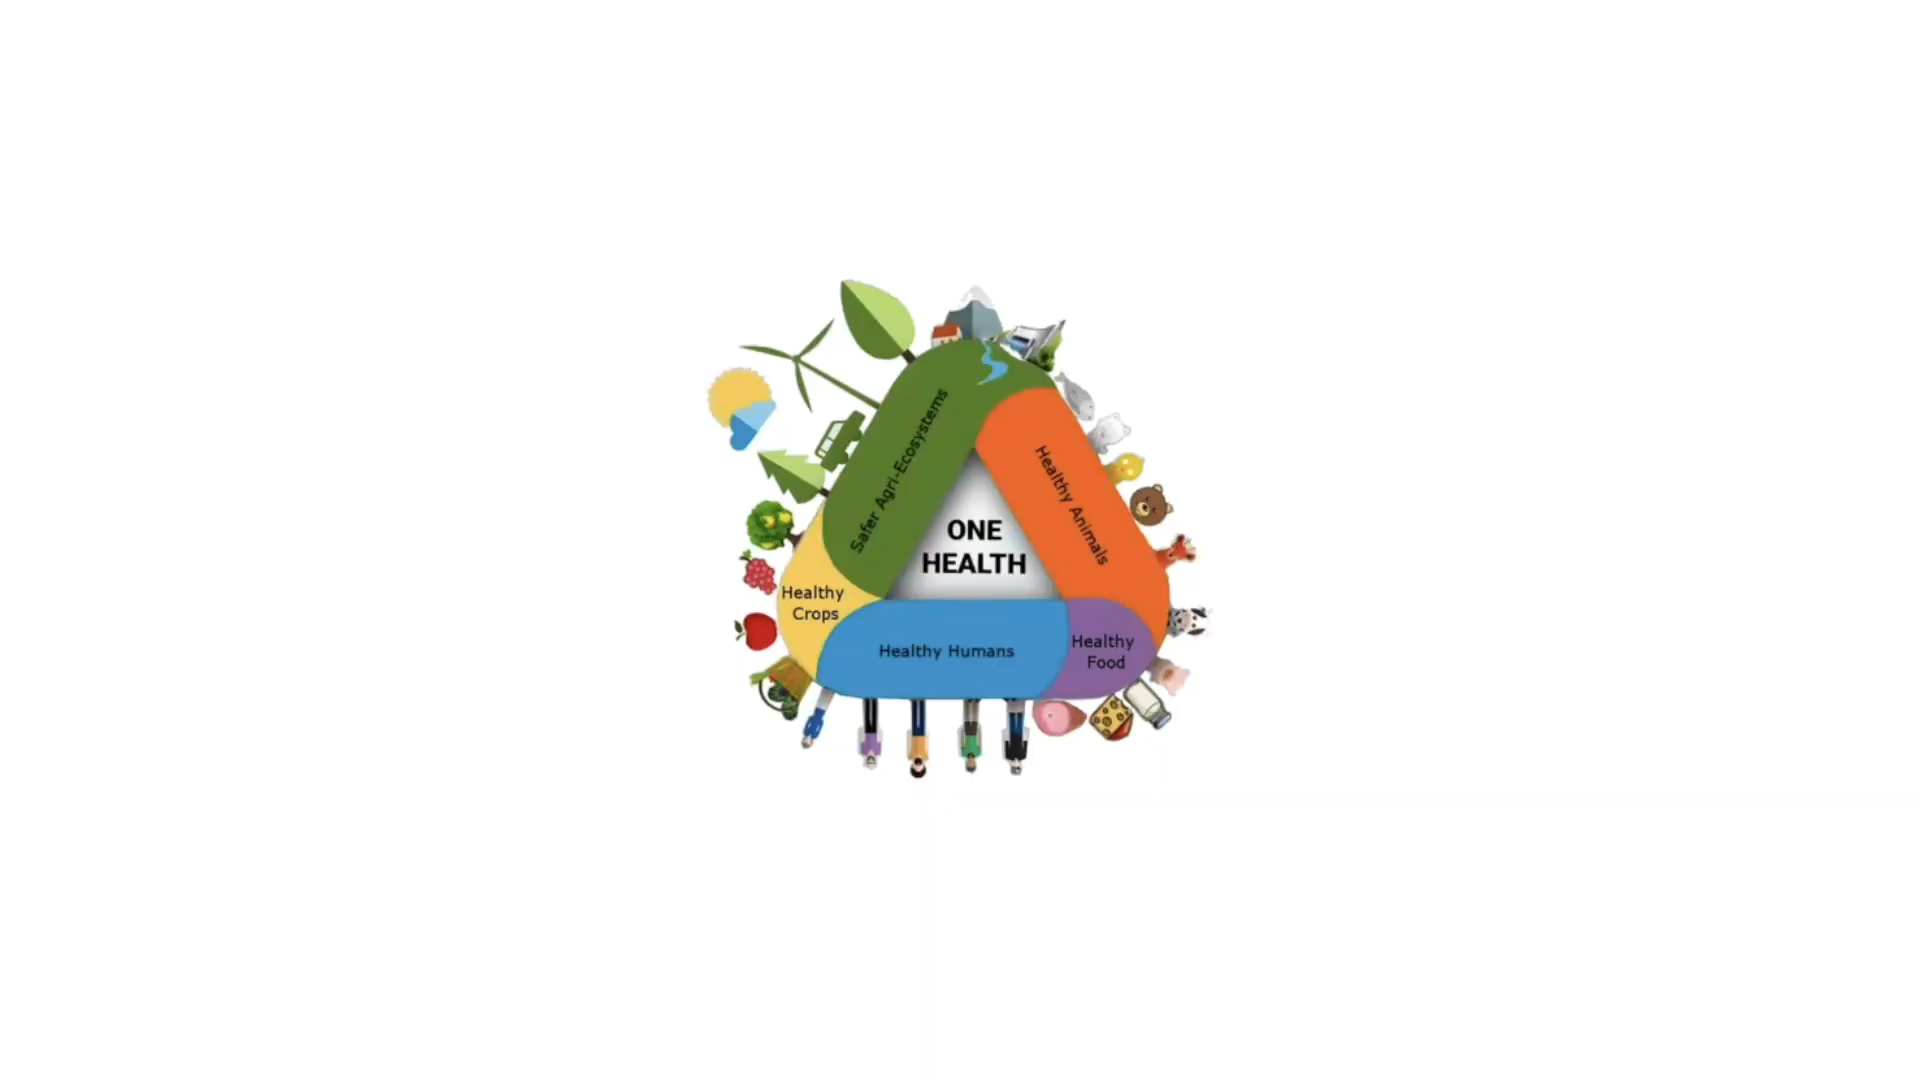 Safer Agri-Ecosystems
Healthy Animals
ONE
HEALTH
Healthy
Crops
Healthy Humans
Healthy
Food